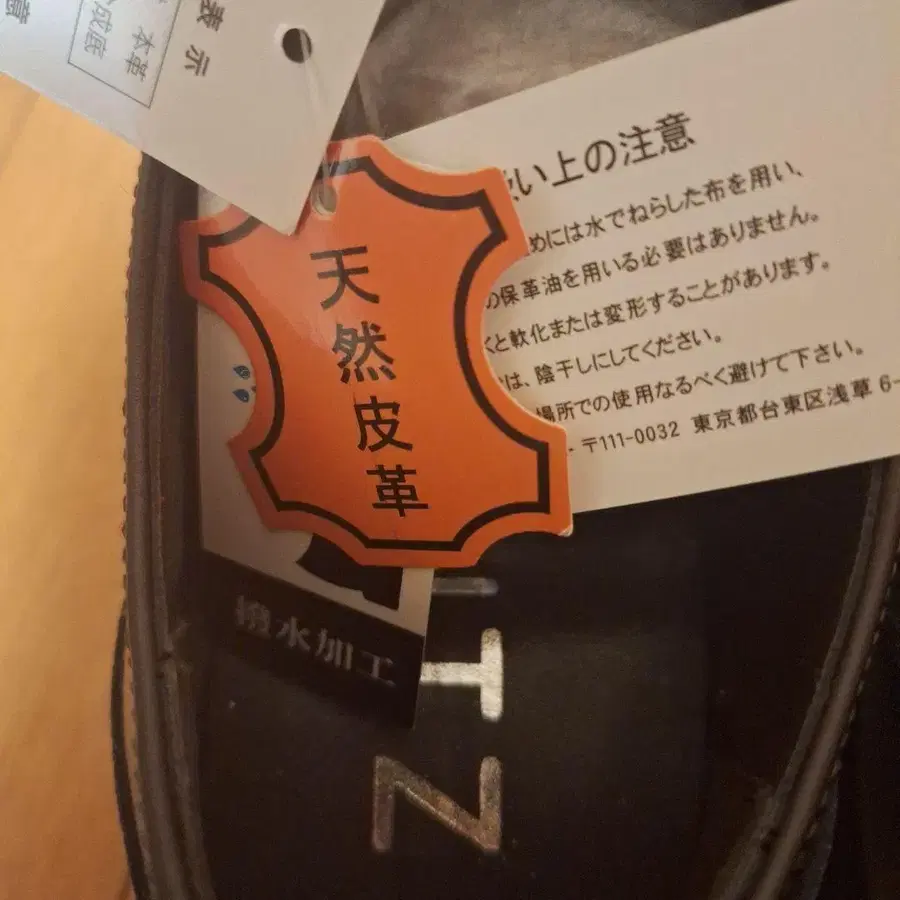 表示
本革
合成底
意
天然皮革
扱い上の注意
めには水でねらした布を用い、
の保革油を用いる必要はありません。
くと軟化または変形することがあります。
は、陰干しにしてください。
場所での使用なるべく避けて下さい。
〒111-0032 東京都台東区浅草 6-
撥水加工
ITZ